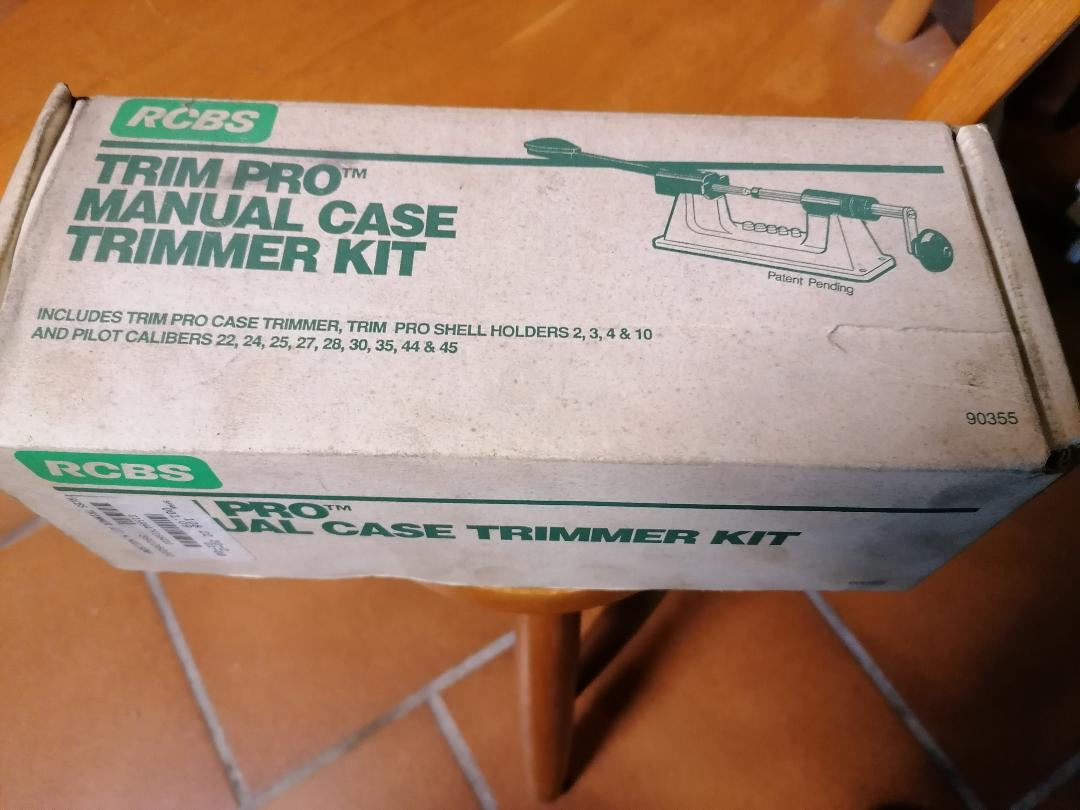 RCBS
TRIM PRO™
MANUAL CASE
TRIMMER KIT
Patent Pending
INCLUDES TRIM PRO CASE TRIMMER, TRIM PRO SHELL HOLDERS 2, 3, 4 & 10
AND PILOT CALIBERS 22, 24, 25, 27, 28, 30, 35, 44 & 45
90355
RCBS
PRO™
UAL CASE TRIMMER KIT